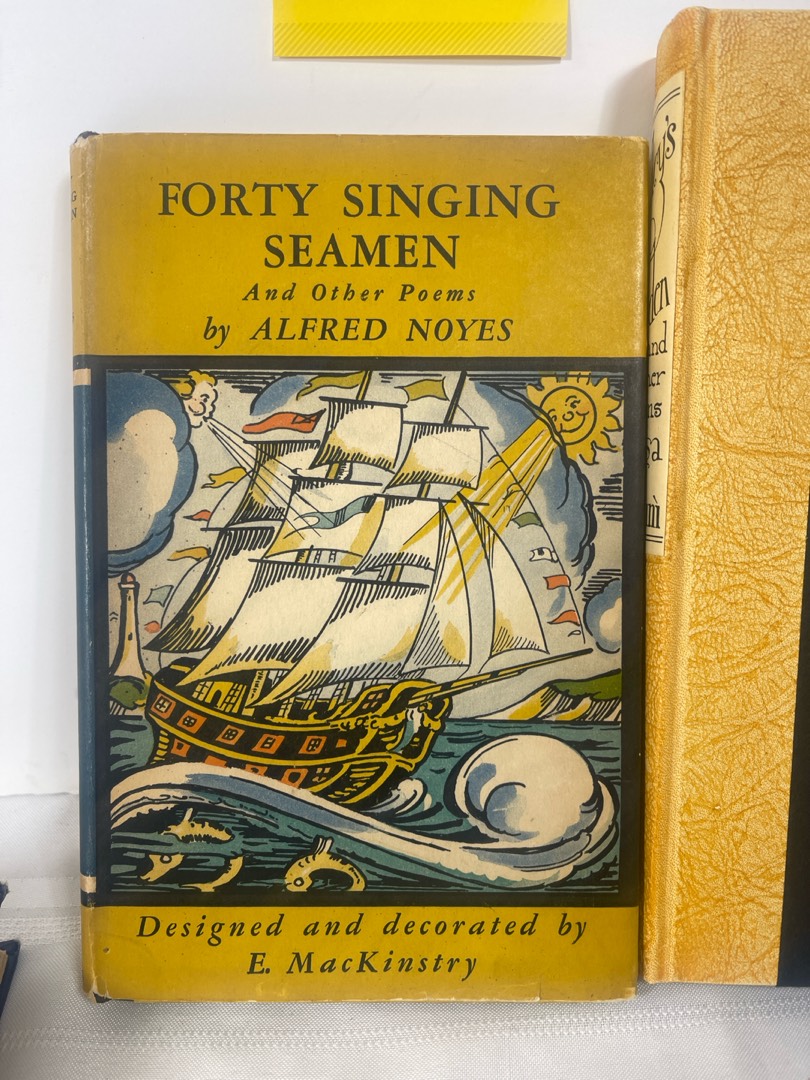 FORTY SINGING
SEAMEN
And Other Poems
by ALFRED NOYES
Designed and decorated by
E. MacKinstry